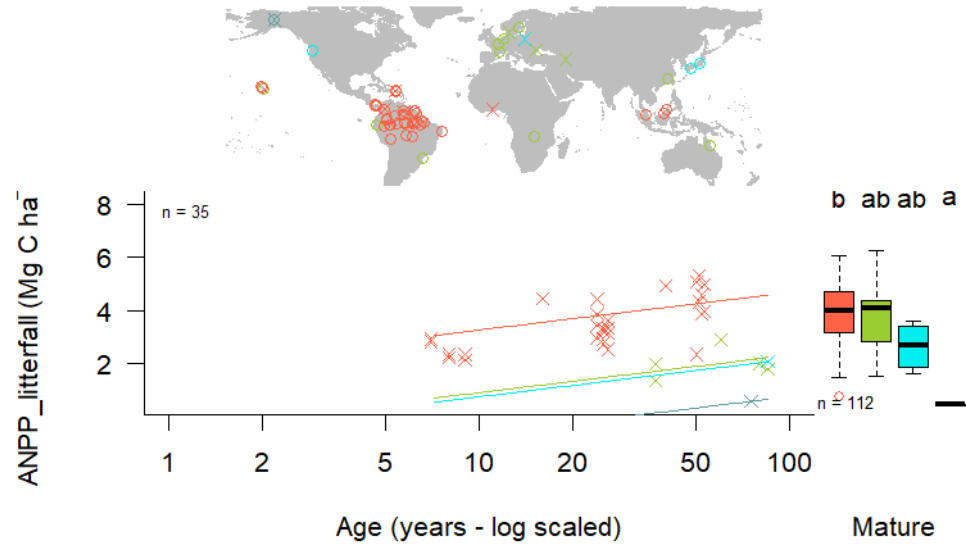 ANPP_litterfall (Mg C ha⁻
8
6
4
2
n = 35
b ab ab a
n = 112
1 2 5 10 20 50 100
Age (years - log scaled)
Mature